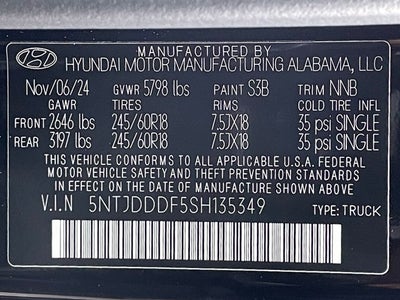 MANUFACTURED BY
HYUNDAI MOTOR MANUFACTURING ALABAMA, LLC
Nov/06/24 GVWR 5798 lbs PAINT S3B TRIM NNB
GAWR TIRES RIMS COLD TIRE INFL
FRONT 2646 lbs 245/60R18 7.5JX18 35 psi SINGLE
REAR 3197 lbs 245/60R18 7.5JX18 35 psi SINGLE
THIS VEHICLE CONFORMS TO ALL APPLICABLE U.S.A. FEDERAL
MOTOR VEHICLE SAFETY AND THEFT PREVENTION STANDARDS
IN EFFECT ON THE DATE OF MANUFACTURE SHOWN ABOVE.
V.I.N 5NTJDDDF5SH135349 TYPE: TRUCK